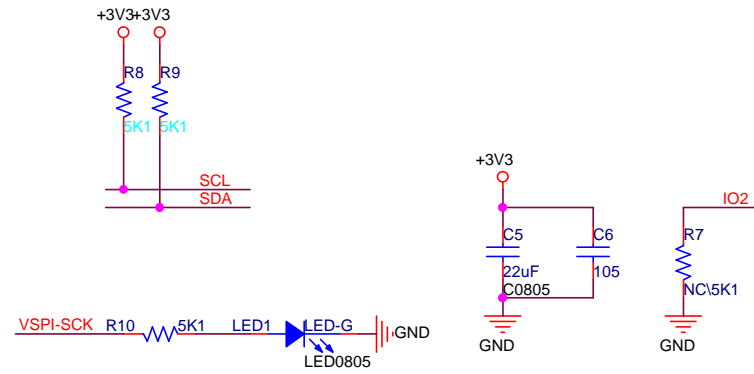 +3V3 +3V3
R8 R9
5K1 5K1
SCL
SDA
+3V3
IO2
C5 C6 R7
22uF 105 NC\5K1
C0805
VSPI-SCK R10 5K1 LED1 LED-G GND
LED0805
GND GND